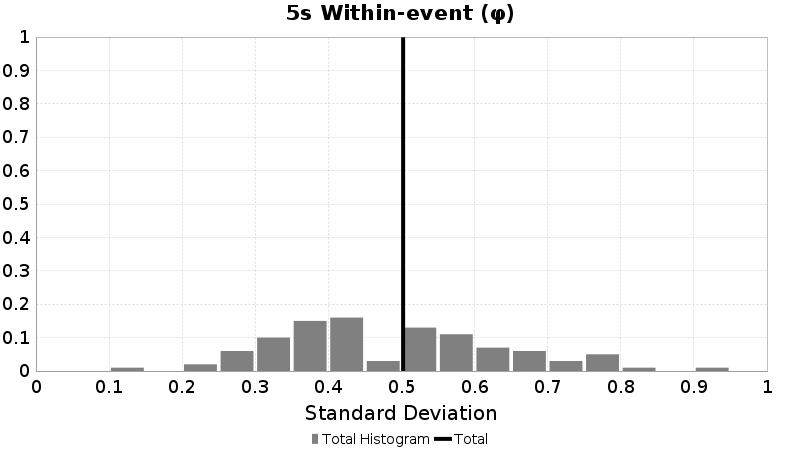 5s Within-event (φ)
1
0.9
0.8
0.7
0.6
0.5
0.4
0.3
0.2
0.1
0
0 0.1 0.2 0.3 0.4 0.5 0.6 0.7 0.8 0.9 1
Standard Deviation
Total Histogram Total